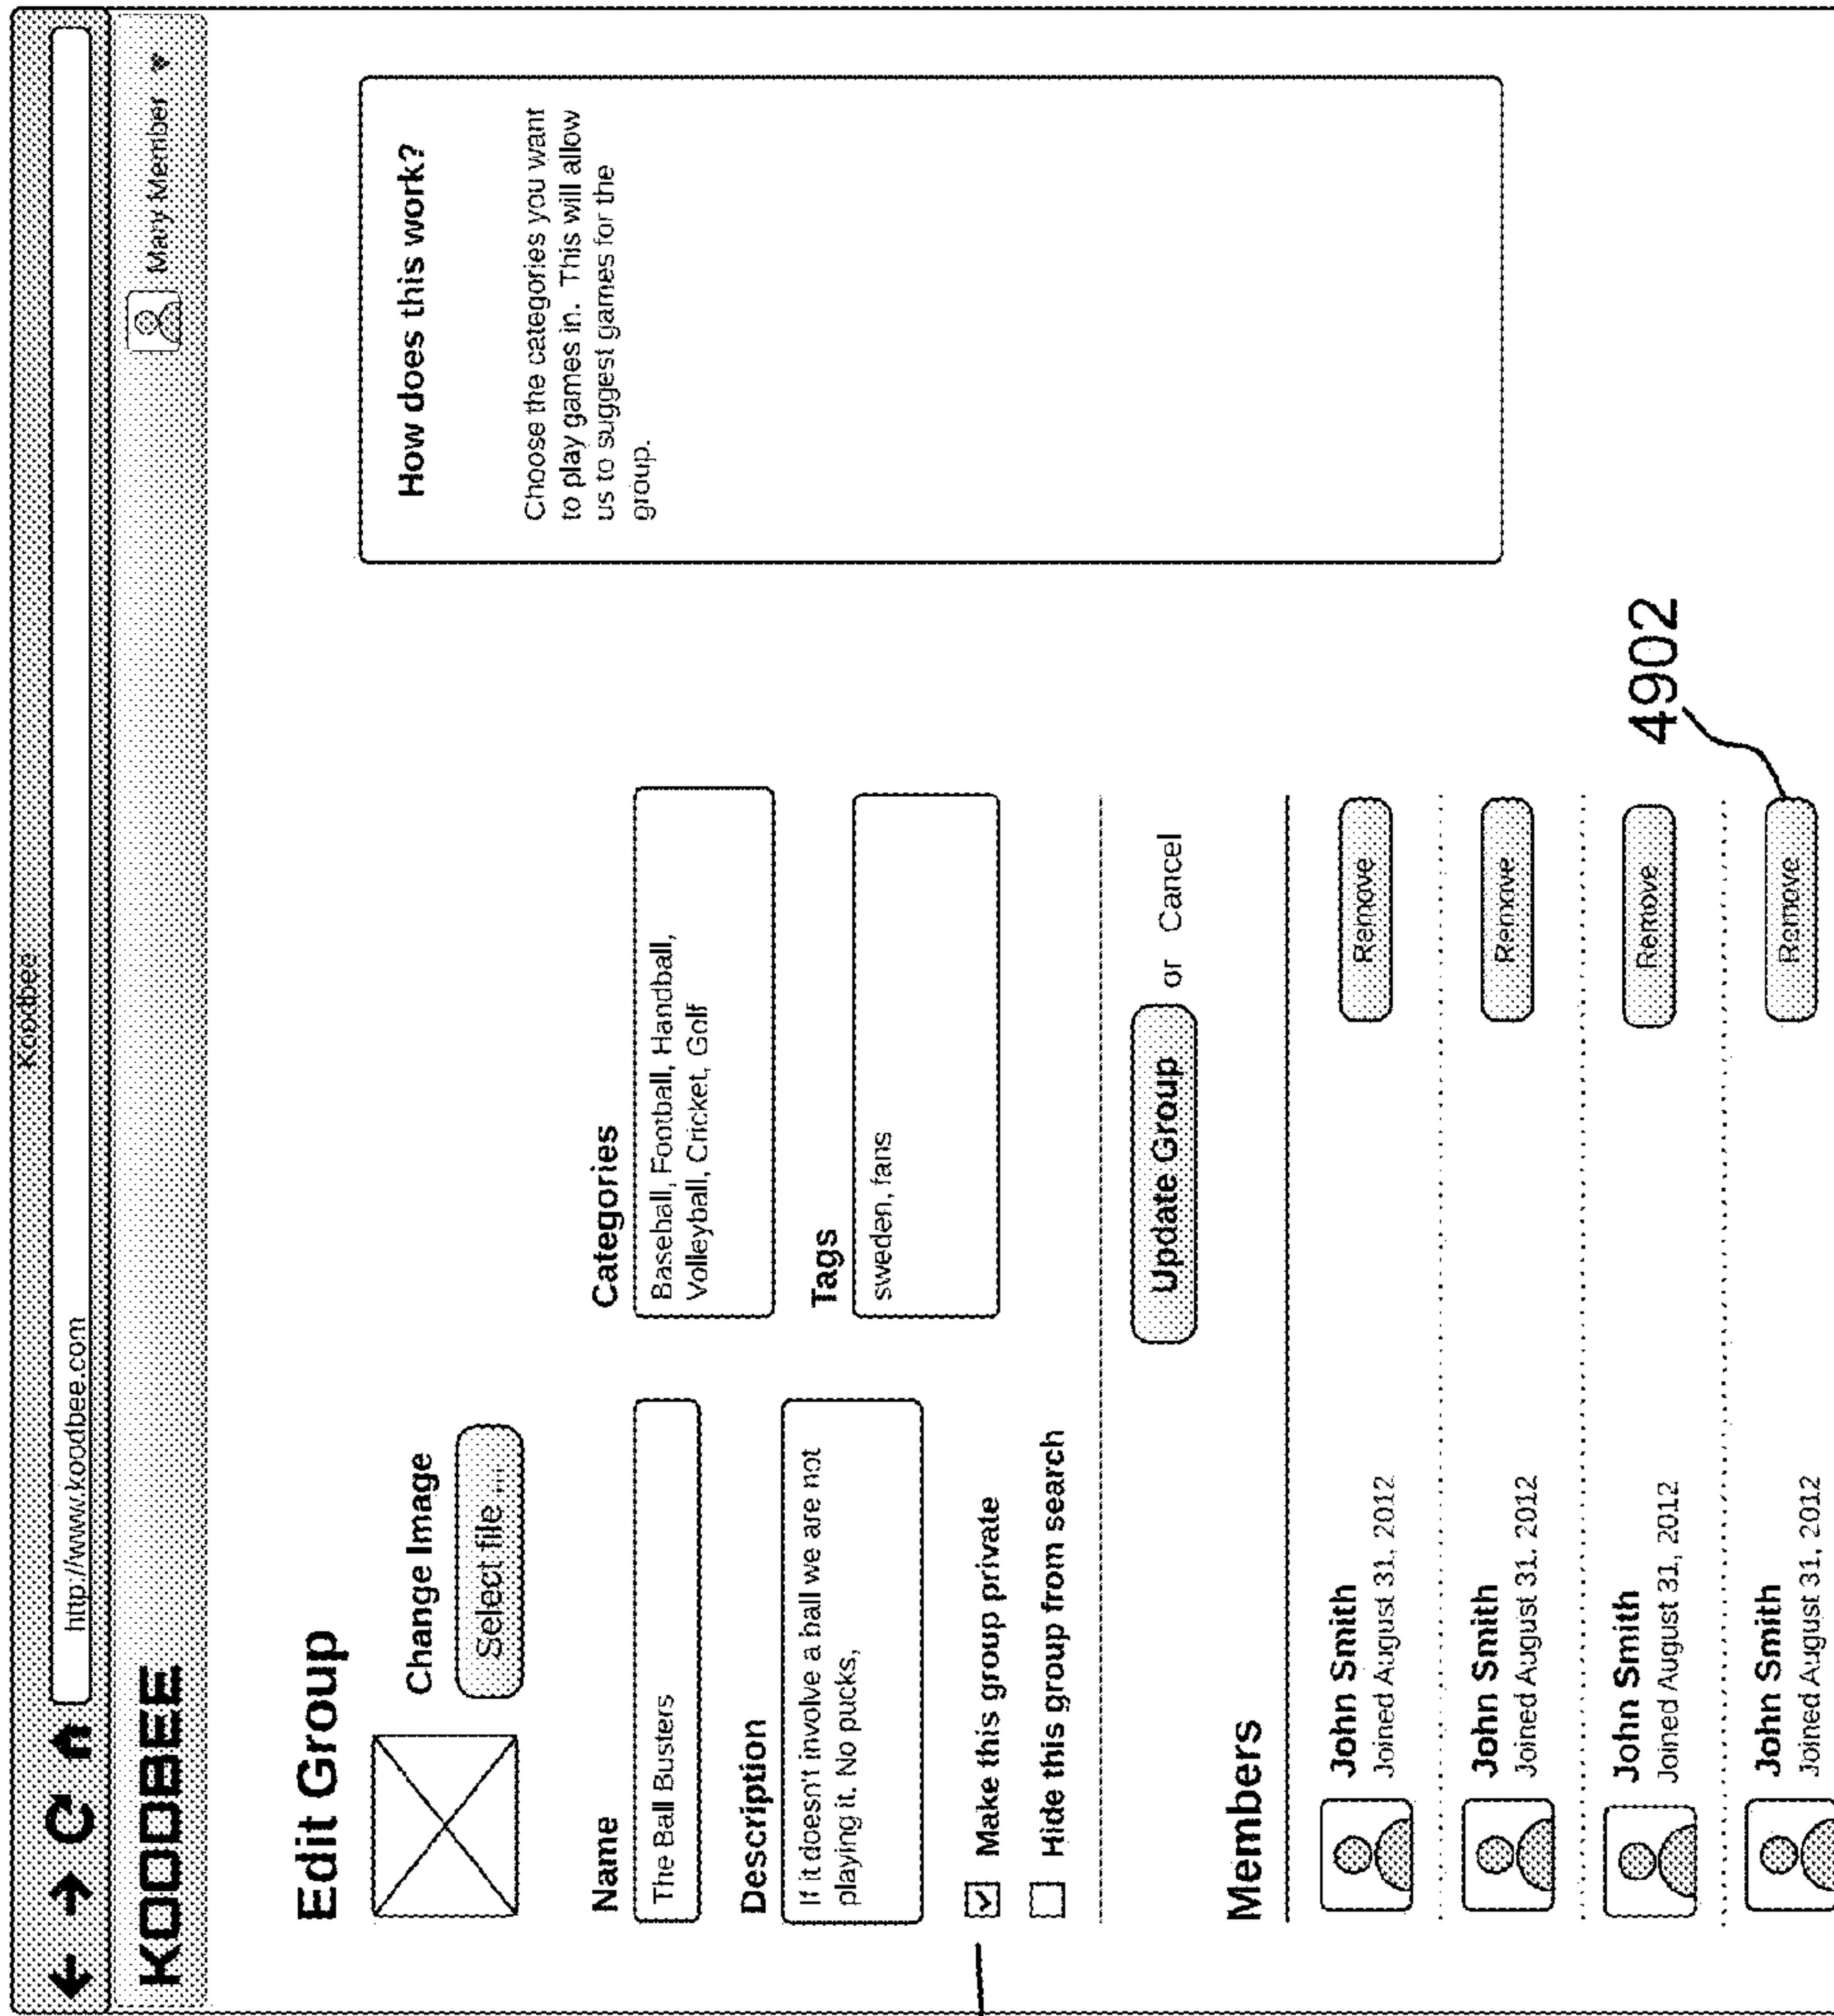 Koodbee
http://www.koodbee.com
KOODBEE
Mary Member
Edit Group
Change Image
Select file ...
Name
The Ball Busters
Description
If it doesn't involve a ball we are not
playing it. No pucks,
Make this group private
Hide this group from search
Categories
Baseball, Football, Handball,
Volleyball, Cricket, Golf
Tags
sweden, fans
Update Group or Cancel
How does this work?
Choose the categories you want
to play games in. This will allow
us to suggest games for the
group.
Members
John Smith
Joined August 31, 2012
Remove
John Smith
Joined August 31, 2012
Remove
John Smith
Joined August 31, 2012
Remove
John Smith
Joined August 31, 2012
Remove
4902